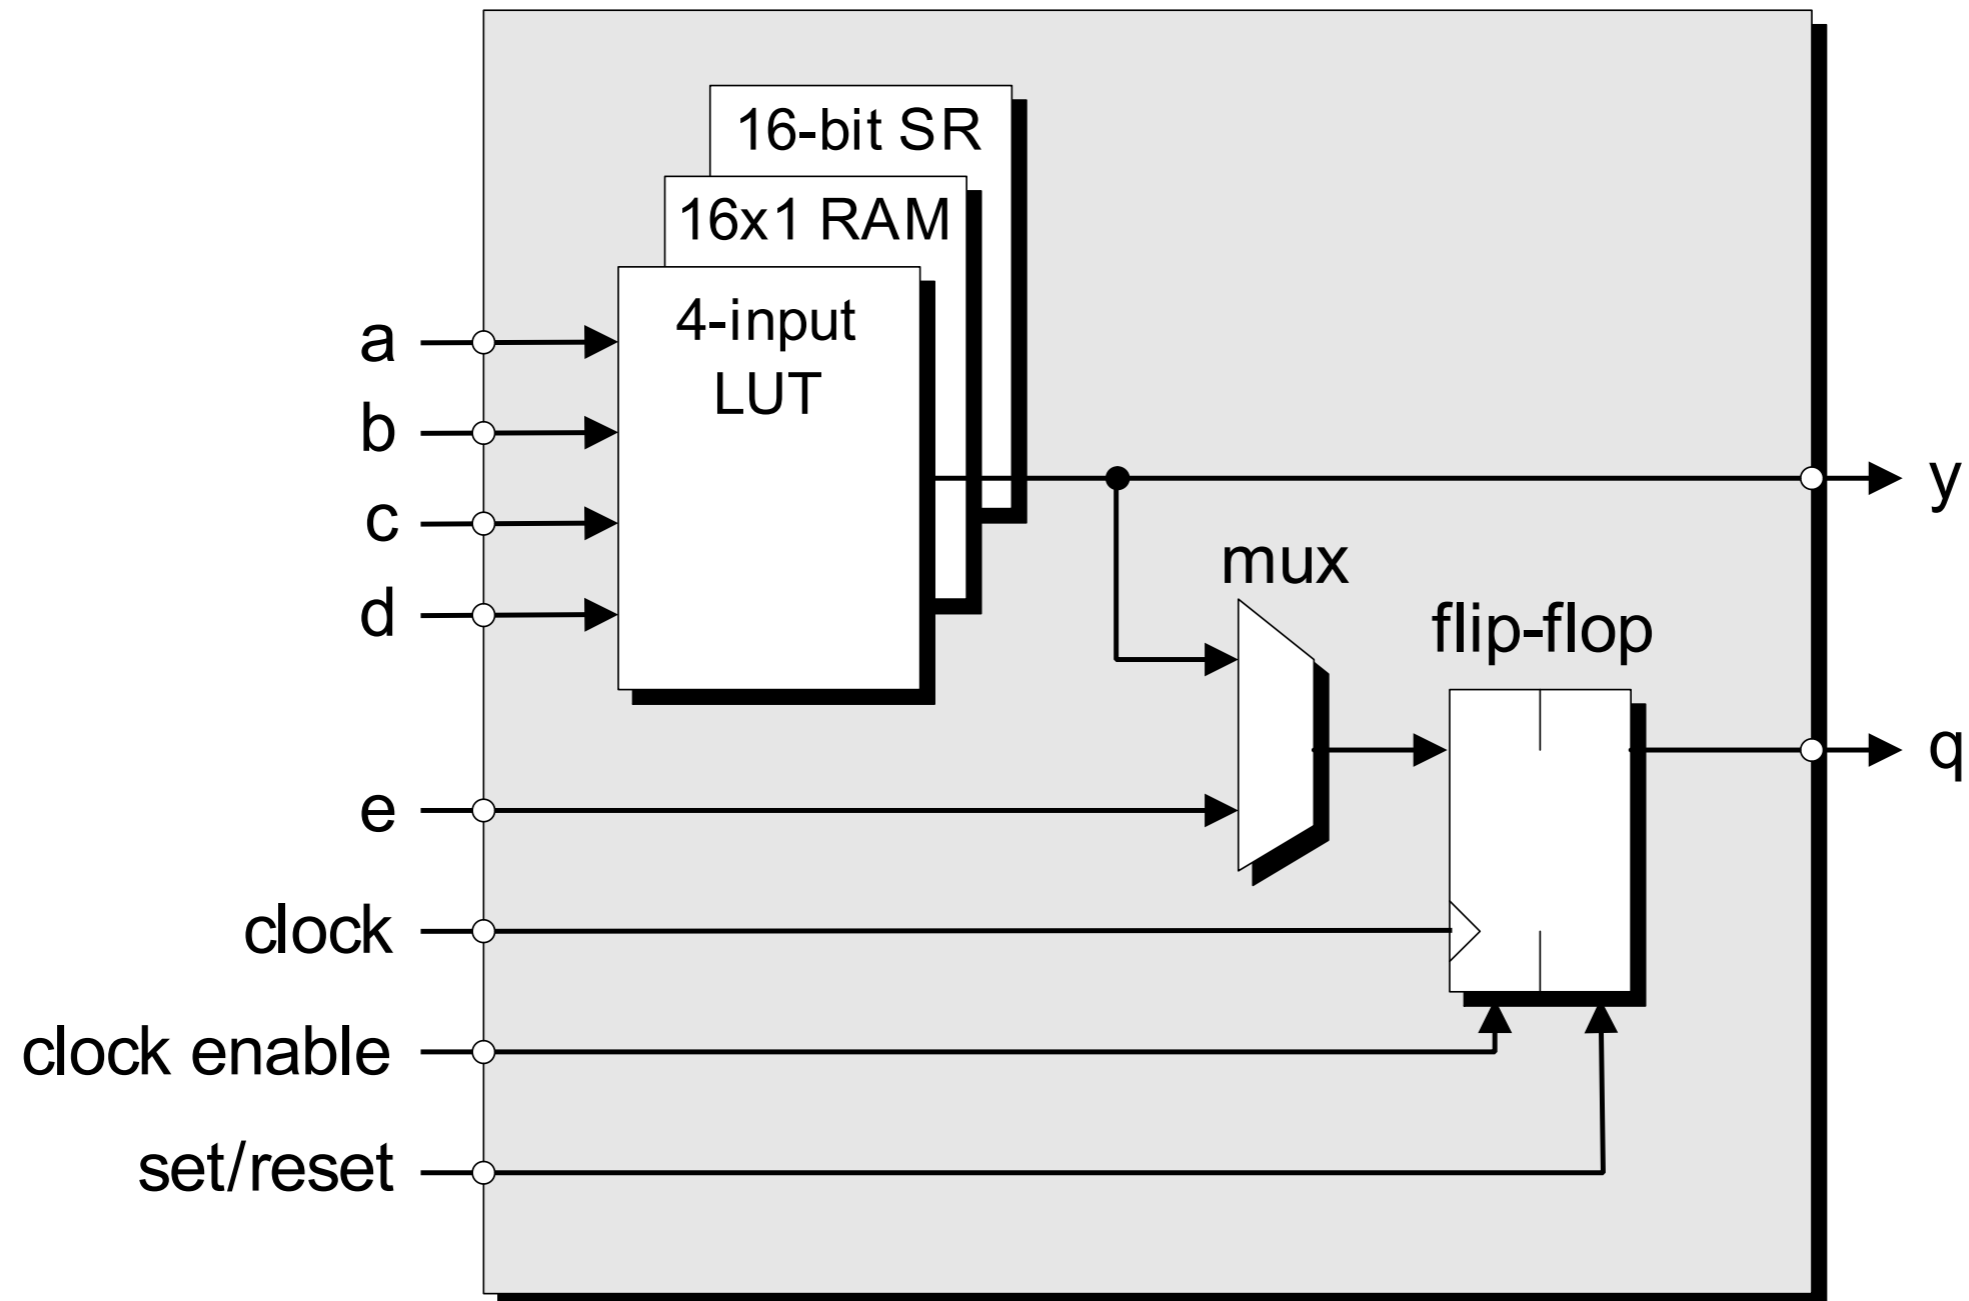 16-bit SR
16x1 RAM
4-input
LUT
a
b
c
d
y
mux
flip-flop
q
e
clock
clock enable
set/reset